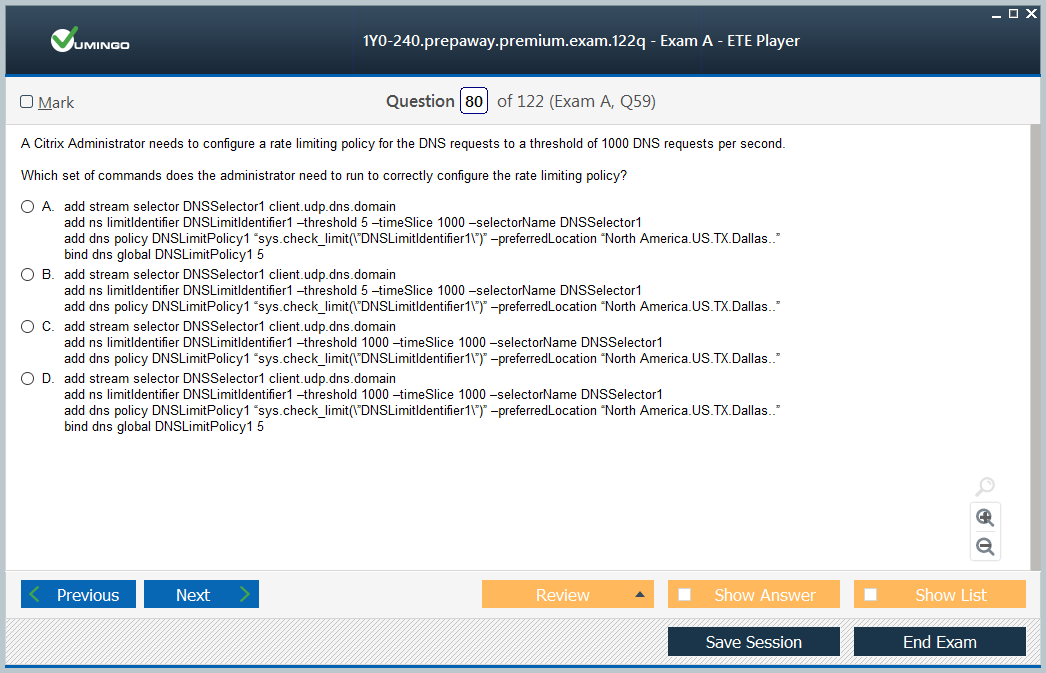 VUMINGO
1Y0-240.prepaway.premium.exam.122q - Exam A - ETE Player
Mark
Question 80 of 122 (Exam A, Q59)
A Citrix Administrator needs to configure a rate limiting policy for the DNS requests to a threshold of 1000 DNS requests per second.
Which set of commands does the administrator need to run to correctly configure the rate limiting policy?
A. add stream selector DNSSelector1 client.udp.dns.domain
add ns limitIdentifier DNSLimitIdentifier1 –threshold 5 –timeSlice 1000 –selectorName DNSSelector1
add dns policy DNSLimitPolicy1 “sys.check_limit(\”DNSLimitIdentifier1\”)” –preferredLocation “North America.US.TX.Dallas..”
bind dns global DNSLimitPolicy1 5
B. add stream selector DNSSelector1 client.udp.dns.domain
add ns limitIdentifier DNSLimitIdentifier1 –threshold 5 –timeSlice 1000 –selectorName DNSSelector1
add dns policy DNSLimitPolicy1 “sys.check_limit(\”DNSLimitIdentifier1\”)” –preferredLocation “North America.US.TX.Dallas..”
C. add stream selector DNSSelector1 client.udp.dns.domain
add ns limitIdentifier DNSLimitIdentifier1 –threshold 1000 –timeSlice 1000 –selectorName DNSSelector1
add dns policy DNSLimitPolicy1 “sys.check_limit(\”DNSLimitIdentifier1\”)” –preferredLocation “North America.US.TX.Dallas..”
D. add stream selector DNSSelector1 client.udp.dns.domain
add ns limitIdentifier DNSLimitIdentifier1 –threshold 1000 –timeSlice 1000 –selectorName DNSSelector1
add dns policy DNSLimitPolicy1 “sys.check_limit(\”DNSLimitIdentifier1\”)” –preferredLocation “North America.US.TX.Dallas..”
bind dns global DNSLimitPolicy1 5
Previous Next Review Show Answer Show List
Save Session End Exam